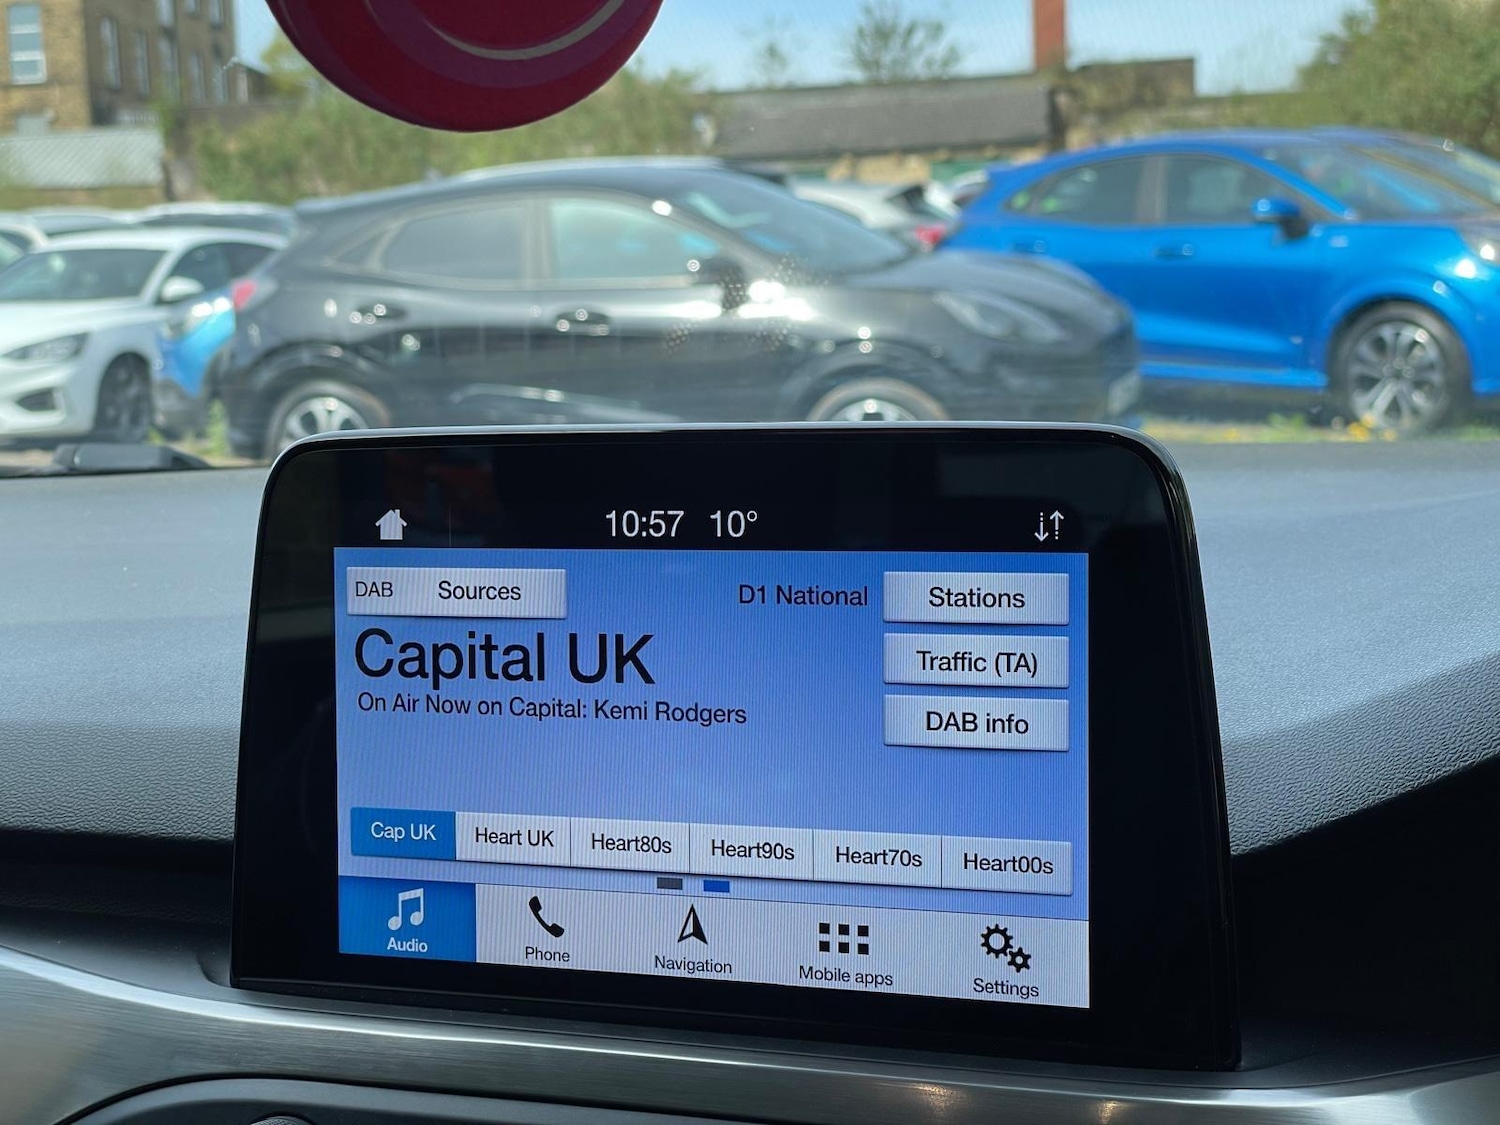 10:57 10°
DAB Sources
D1 National
Stations
Capital UK
Traffic (TA)
On Air Now on Capital: Kemi Rodgers
DAB info
Cap UK
Heart UK
Heart80s
Heart90s
Heart70s
Heart00s
Audio
Phone
Navigation
Mobile apps
Settings